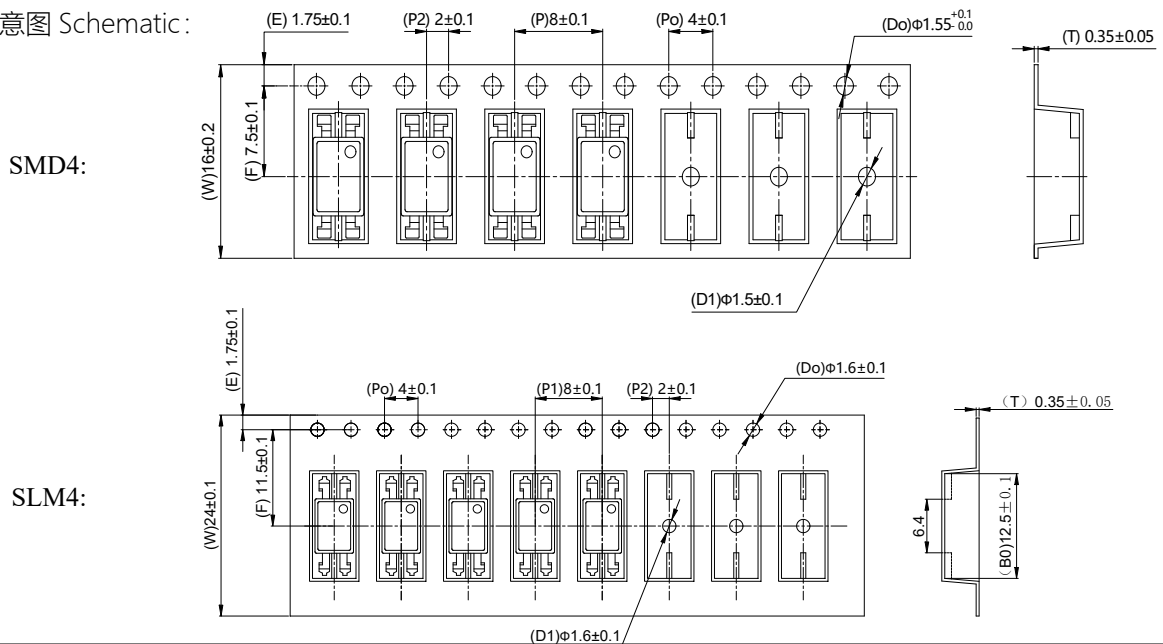 意图 Schematic:
(E) 1.75±0.1
(P2) 2±0.1
(P)8±0.1
(Po) 4±0.1
(Do)Φ1.55+0.1 -0.0
(T) 0.35±0.05
(W)16±0.2
(F) 7.5±0.1
SMD4:
(D1)Φ1.5±0.1
(E) 1.75±0.1
(Po) 4±0.1
(P1)8±0.1
(P2) 2±0.1
(Do)Φ1.6±0.1
(T) 0.35±0.05
(W)24±0.1
(F) 11.5±0.1
SLM4:
6.4
(B0)12.5±0.1
(D1)Φ1.6±0.1